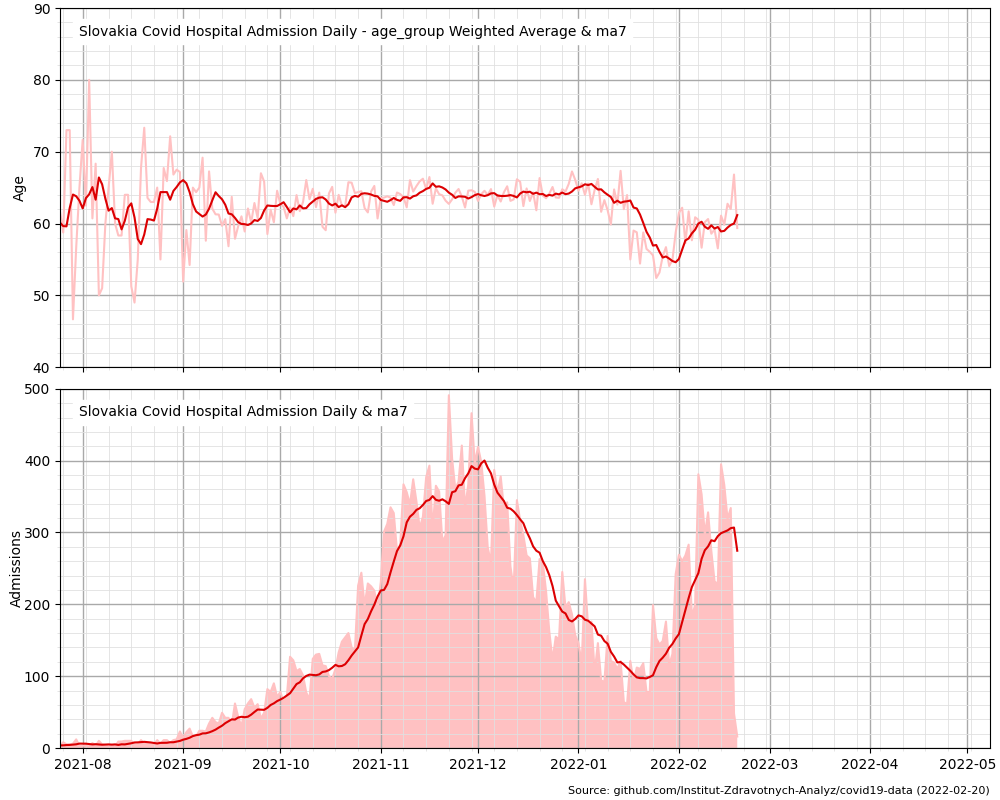 90
Slovakia Covid Hospital Admission Daily - age_group Weighted Average & ma7
80
70
Age
60
50
40
500
Slovakia Covid Hospital Admission Daily & ma7
400
300
Admissions
200
100
0
2021-08 2021-09 2021-10 2021-11 2021-12 2022-01 2022-02 2022-03 2022-04 2022-05
Source: github.com/Institut-Zdravotnych-Analyz/covid19-data (2022-02-20)